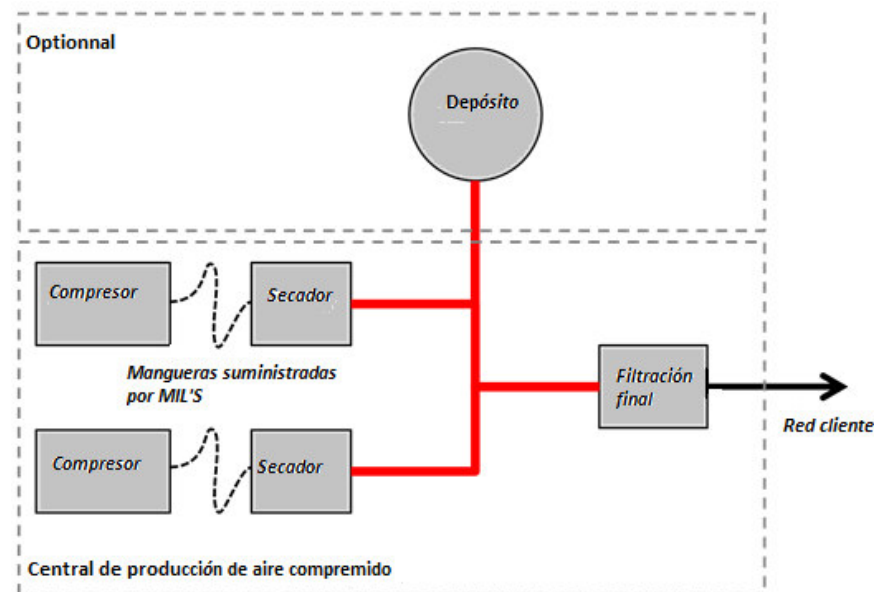 Optionnal
Depósito
Compresor
Secador
Mangueras suministradas
por MIL'S
Filtración
final
Red cliente
Compresor
Secador
Central de producción de aire compremido